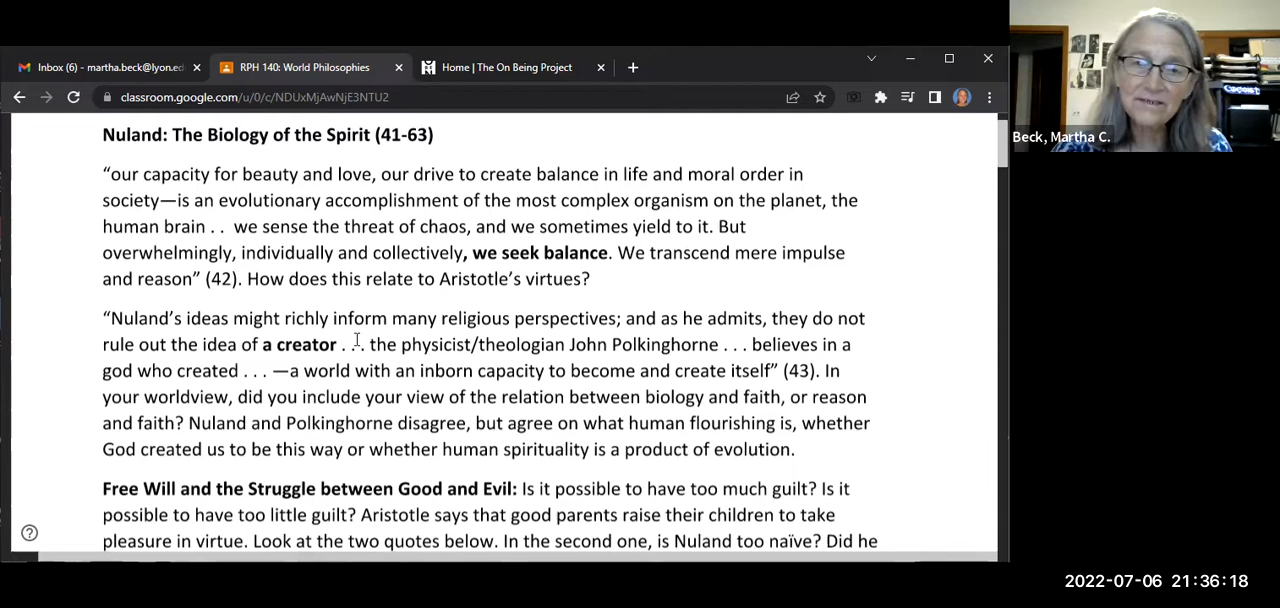 Inbox (6) - martha.beck@lyon.ed
RPH 140: World Philosophies
Home | The On Being Project
classroom.google.com/u/0/c/NDUxMjAwNjE3NTU2
Beck, Martha C.
Nuland: The Biology of the Spirit (41-63)
“our capacity for beauty and love, our drive to create balance in life and moral order in
society—is an evolutionary accomplishment of the most complex organism on the planet, the
human brain . . we sense the threat of chaos, and we sometimes yield to it. But
overwhelmingly, individually and collectively, we seek balance. We transcend mere impulse
and reason” (42). How does this relate to Aristotle’s virtues?
“Nuland’s ideas might richly inform many religious perspectives; and as he admits, they do not
rule out the idea of a creator . . . the physicist/theologian John Polkinghorne . . . believes in a
god who created . . . —a world with an inborn capacity to become and create itself” (43). In
your worldview, did you include your view of the relation between biology and faith, or reason
and faith? Nuland and Polkinghorne disagree, but agree on what human flourishing is, whether
God created us to be this way or whether human spirituality is a product of evolution.
Free Will and the Struggle between Good and Evil: Is it possible to have too much guilt? Is it
possible to have too little guilt? Aristotle says that good parents raise their children to take
pleasure in virtue. Look at the two quotes below. In the second one, is Nuland too naïve? Did he
2022-07-06 21:36:18